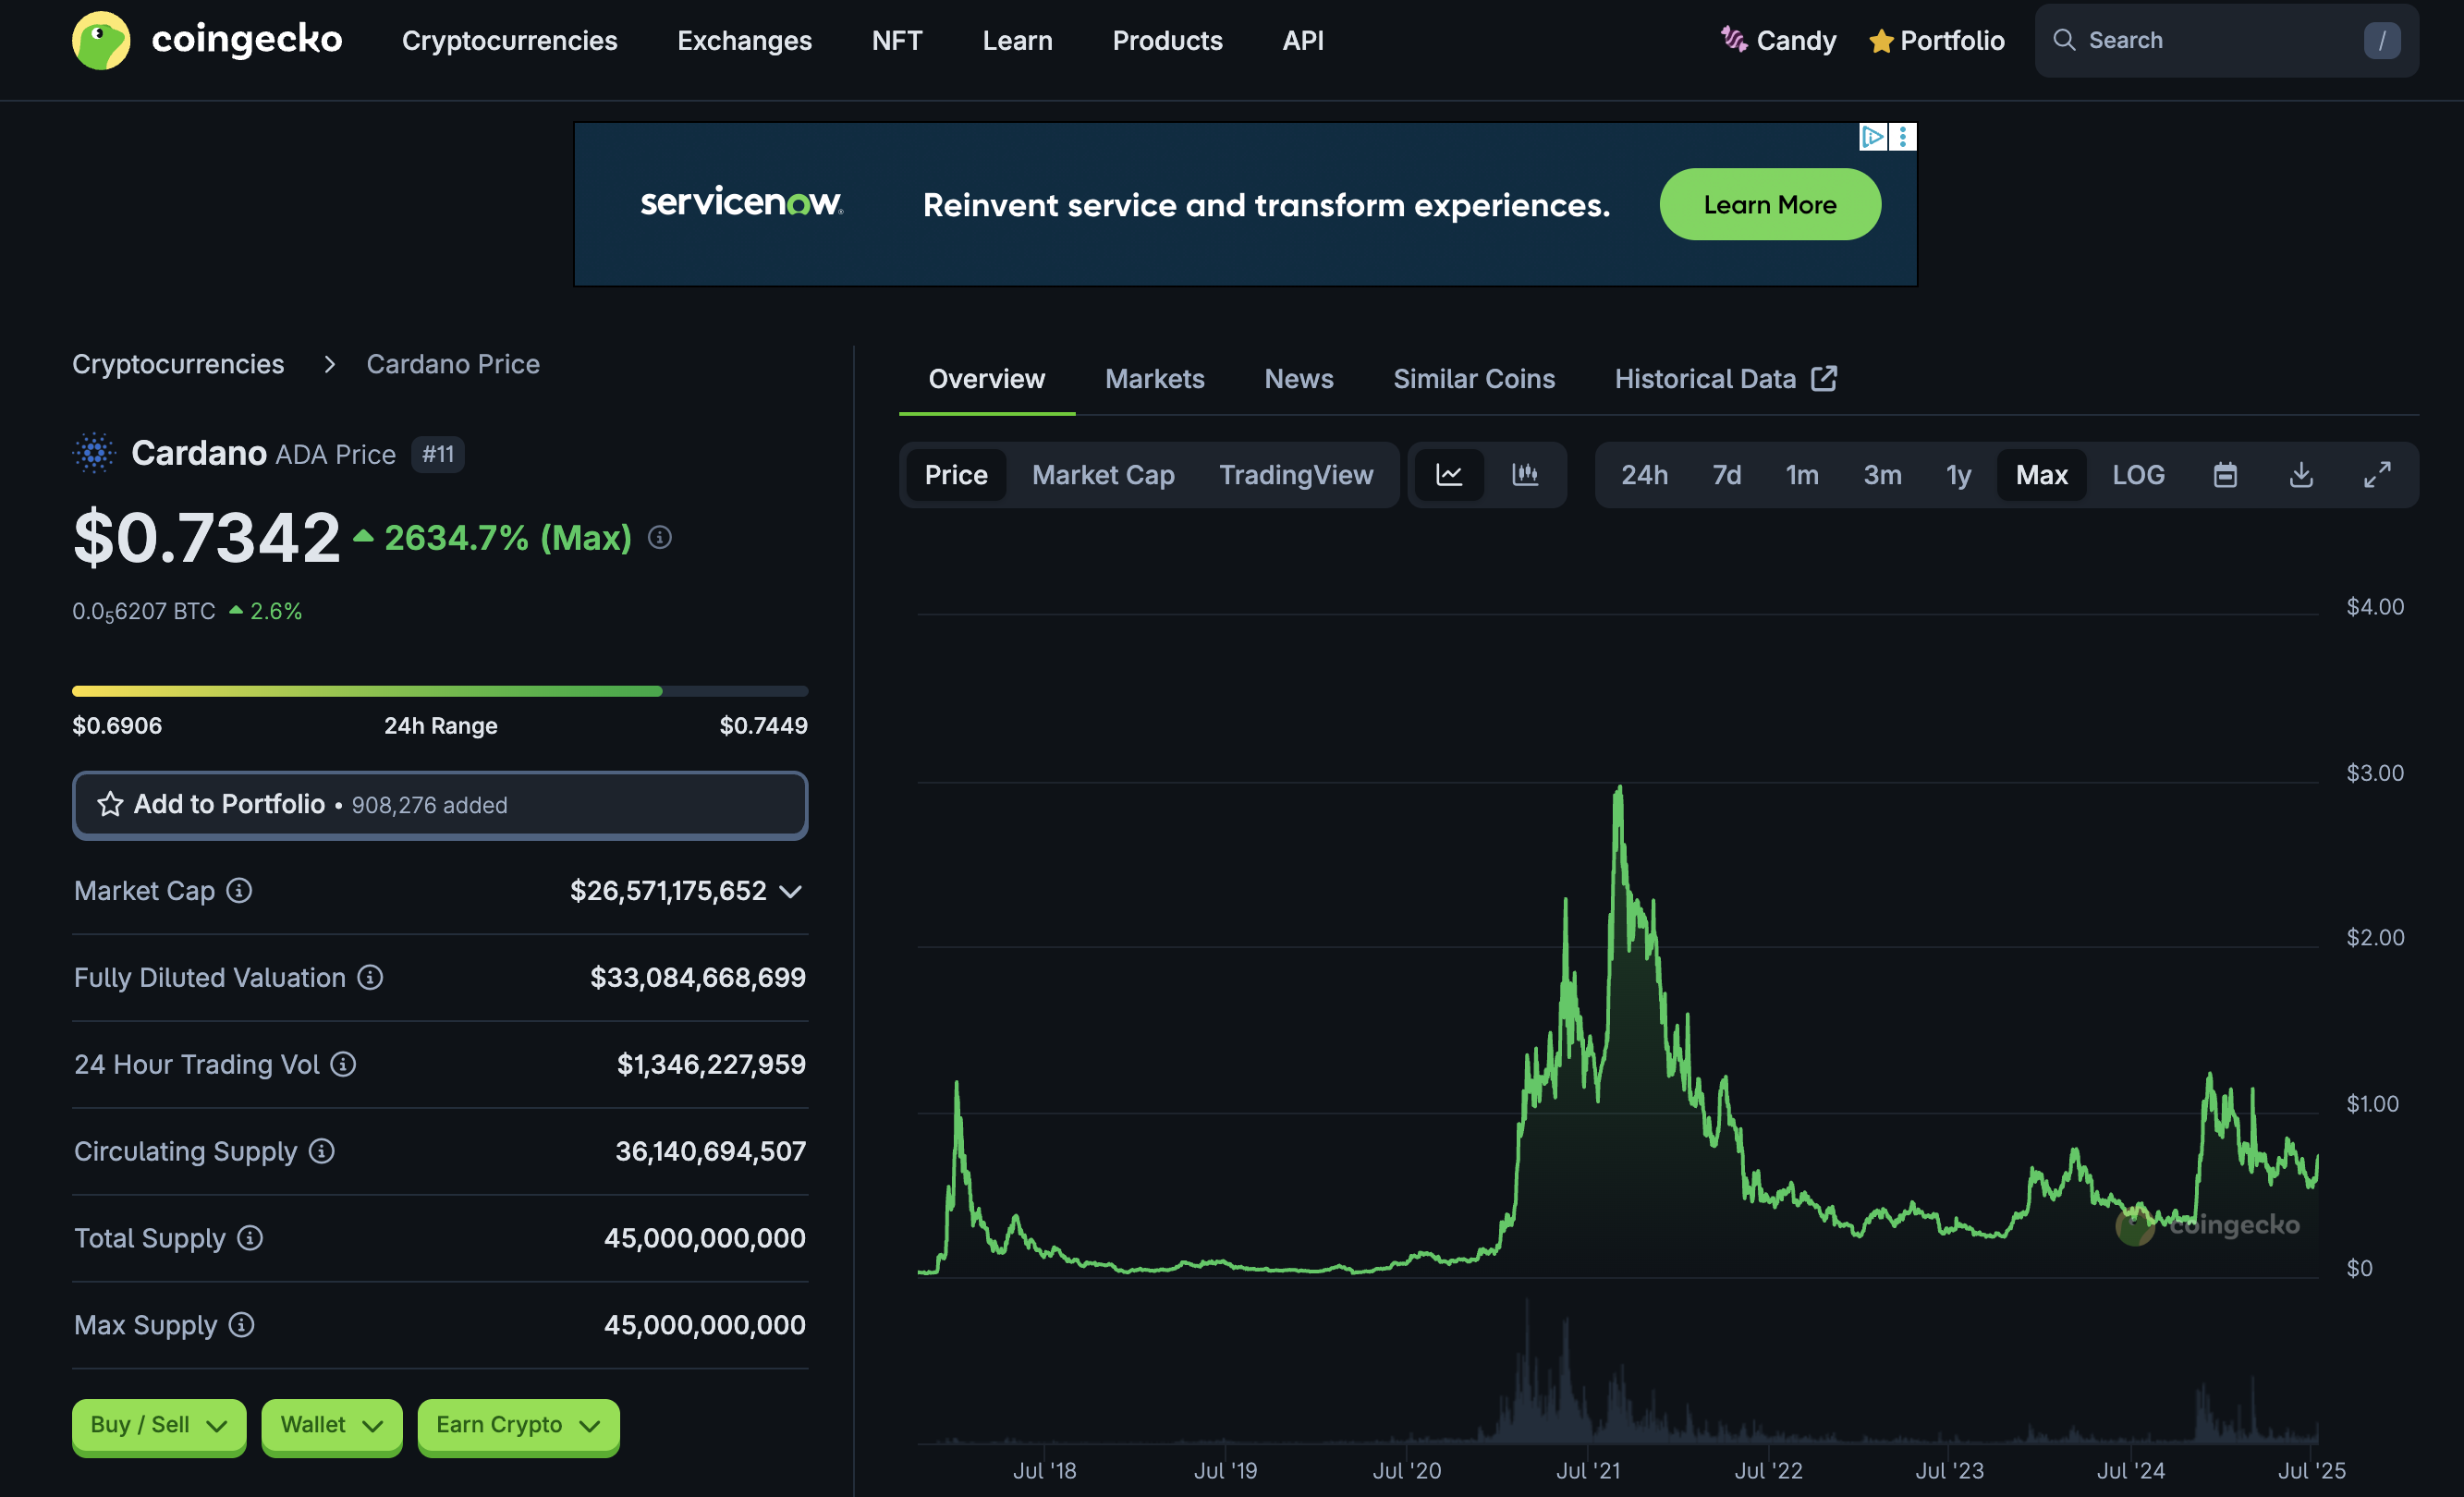 coingecko Cryptocurrencies Exchanges NFT Learn Products API Candy Portfolio Search /
servicenow Reinvent service and transform experiences. Learn More
Cryptocurrencies > Cardano Price
Cardano ADA Price #11
$0.7342 2634.7% (Max)
0.0₅6207 BTC 2.6%
$0.6906 24h Range $0.7449
Add to Portfolio • 908,276 added
Market Cap $26,571,175,652
Fully Diluted Valuation $33,084,668,699
24 Hour Trading Vol $1,346,227,959
Circulating Supply 36,140,694,507
Total Supply 45,000,000,000
Max Supply 45,000,000,000
Buy / Sell Wallet Earn Crypto
Overview Markets News Similar Coins Historical Data
Price Market Cap TradingView 24h 7d 1m 3m 1y Max LOG
$4.00
$3.00
$2.00
$1.00
coingecko
$0
Jul '18 Jul '19 Jul '20 Jul '21 Jul '22 Jul '23 Jul '24 Jul '25